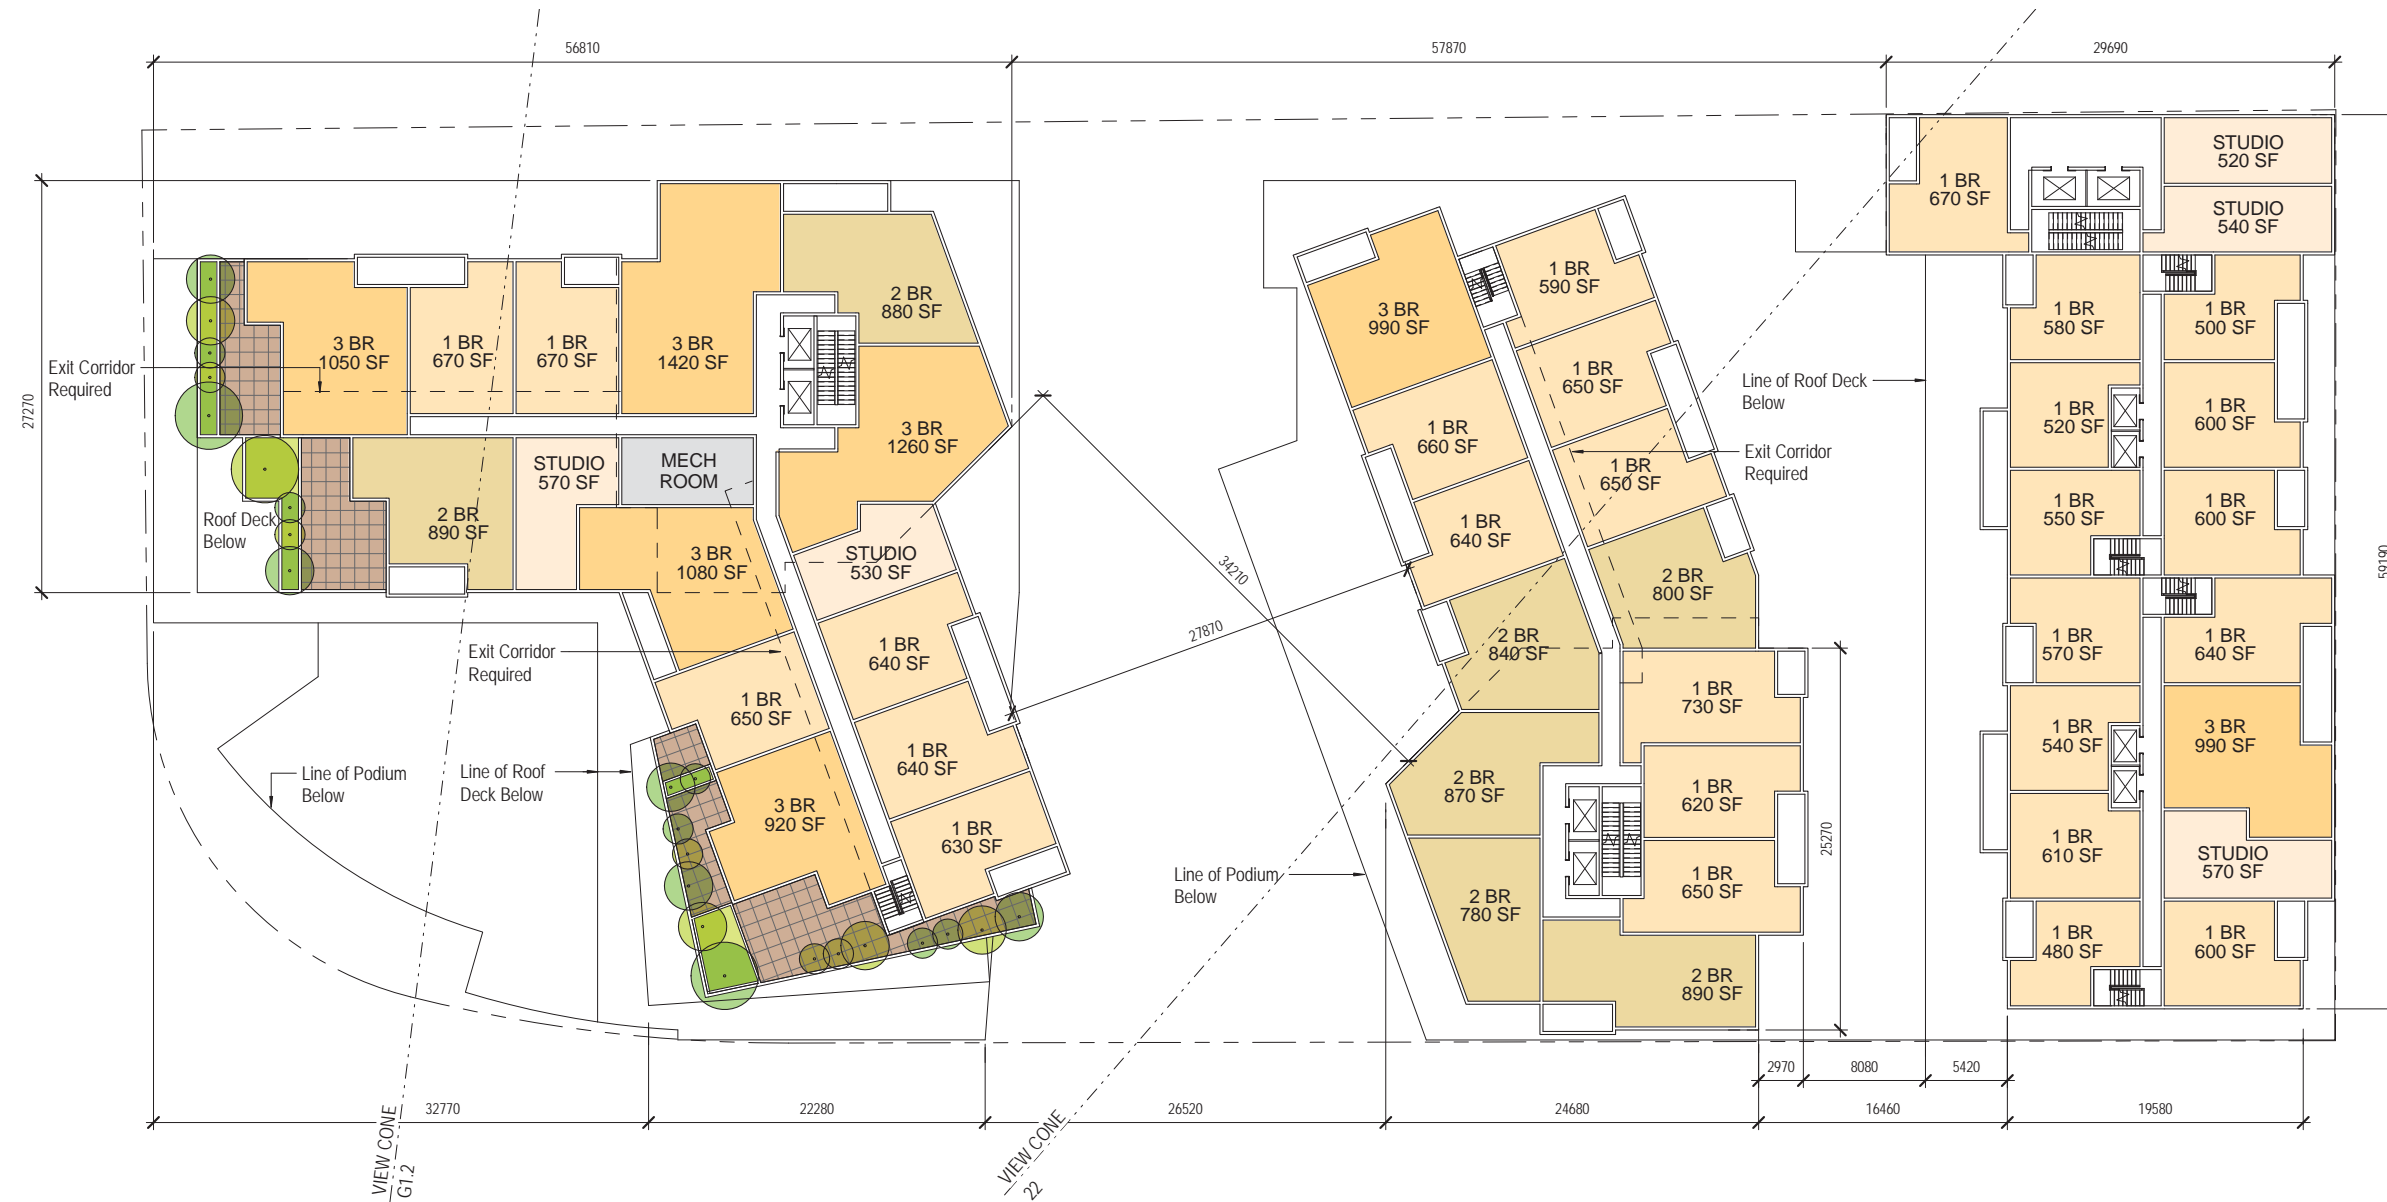 56810
57870
29690
27270
59190
3 BR
1050 SF
1 BR
670 SF
1 BR
670 SF
3 BR
1420 SF
2 BR
880 SF
3 BR
1260 SF
Exit Corridor
Required
2 BR
890 SF
STUDIO
570 SF
MECH
ROOM
Roof Deck
Below
3 BR
1080 SF
STUDIO
530 SF
Exit Corridor
Required
1 BR
640 SF
1 BR
650 SF
1 BR
640 SF
3 BR
920 SF
1 BR
630 SF
Line of Podium
Below
Line of Roof
Deck Below
34210
27870
3 BR
990 SF
1 BR
590 SF
1 BR
650 SF
1 BR
660 SF
1 BR
650 SF
1 BR
640 SF
2 BR
800 SF
2 BR
840 SF
1 BR
730 SF
2 BR
870 SF
1 BR
620 SF
2 BR
780 SF
1 BR
650 SF
2 BR
890 SF
Line of Roof Deck
Below
Exit Corridor
Required
Line of Podium
Below
25270
1 BR
670 SF
STUDIO
520 SF
STUDIO
540 SF
1 BR
580 SF
1 BR
500 SF
1 BR
520 SF
1 BR
600 SF
1 BR
550 SF
1 BR
600 SF
1 BR
570 SF
1 BR
640 SF
1 BR
540 SF
3 BR
990 SF
1 BR
610 SF
STUDIO
570 SF
1 BR
480 SF
1 BR
600 SF
2970
8080
5420
32770
22280
26520
24680
16460
19580
VIEW CONE
G1.2
VIEW CONE
22